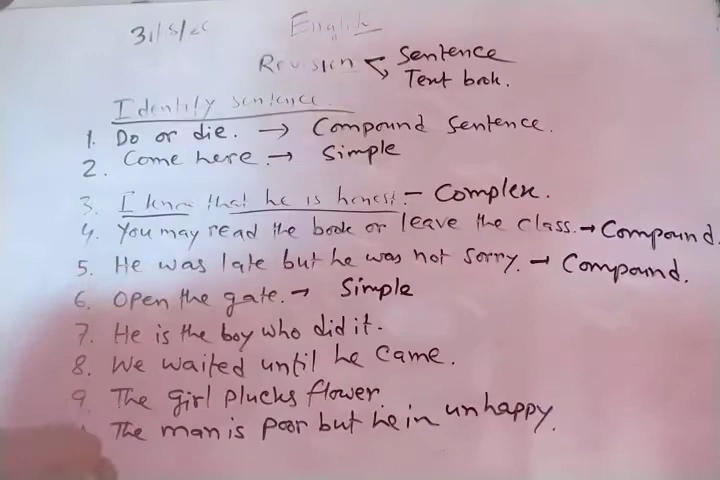 31/5/26 English
Revision < Sentence
Text book.
Identify sentence.
1. Do or die. → Compound Sentence.
2. Come here. → Simple
3. I know that he is honest – Complex.
4. You may read the book or leave the class. → Compound.
5. He was late but he was not sorry. → Compound.
6. Open the gate. → Simple
7. He is the boy who did it.
8. We waited until he came.
9. The girl plucks flower.
The man is poor but he in unhappy.